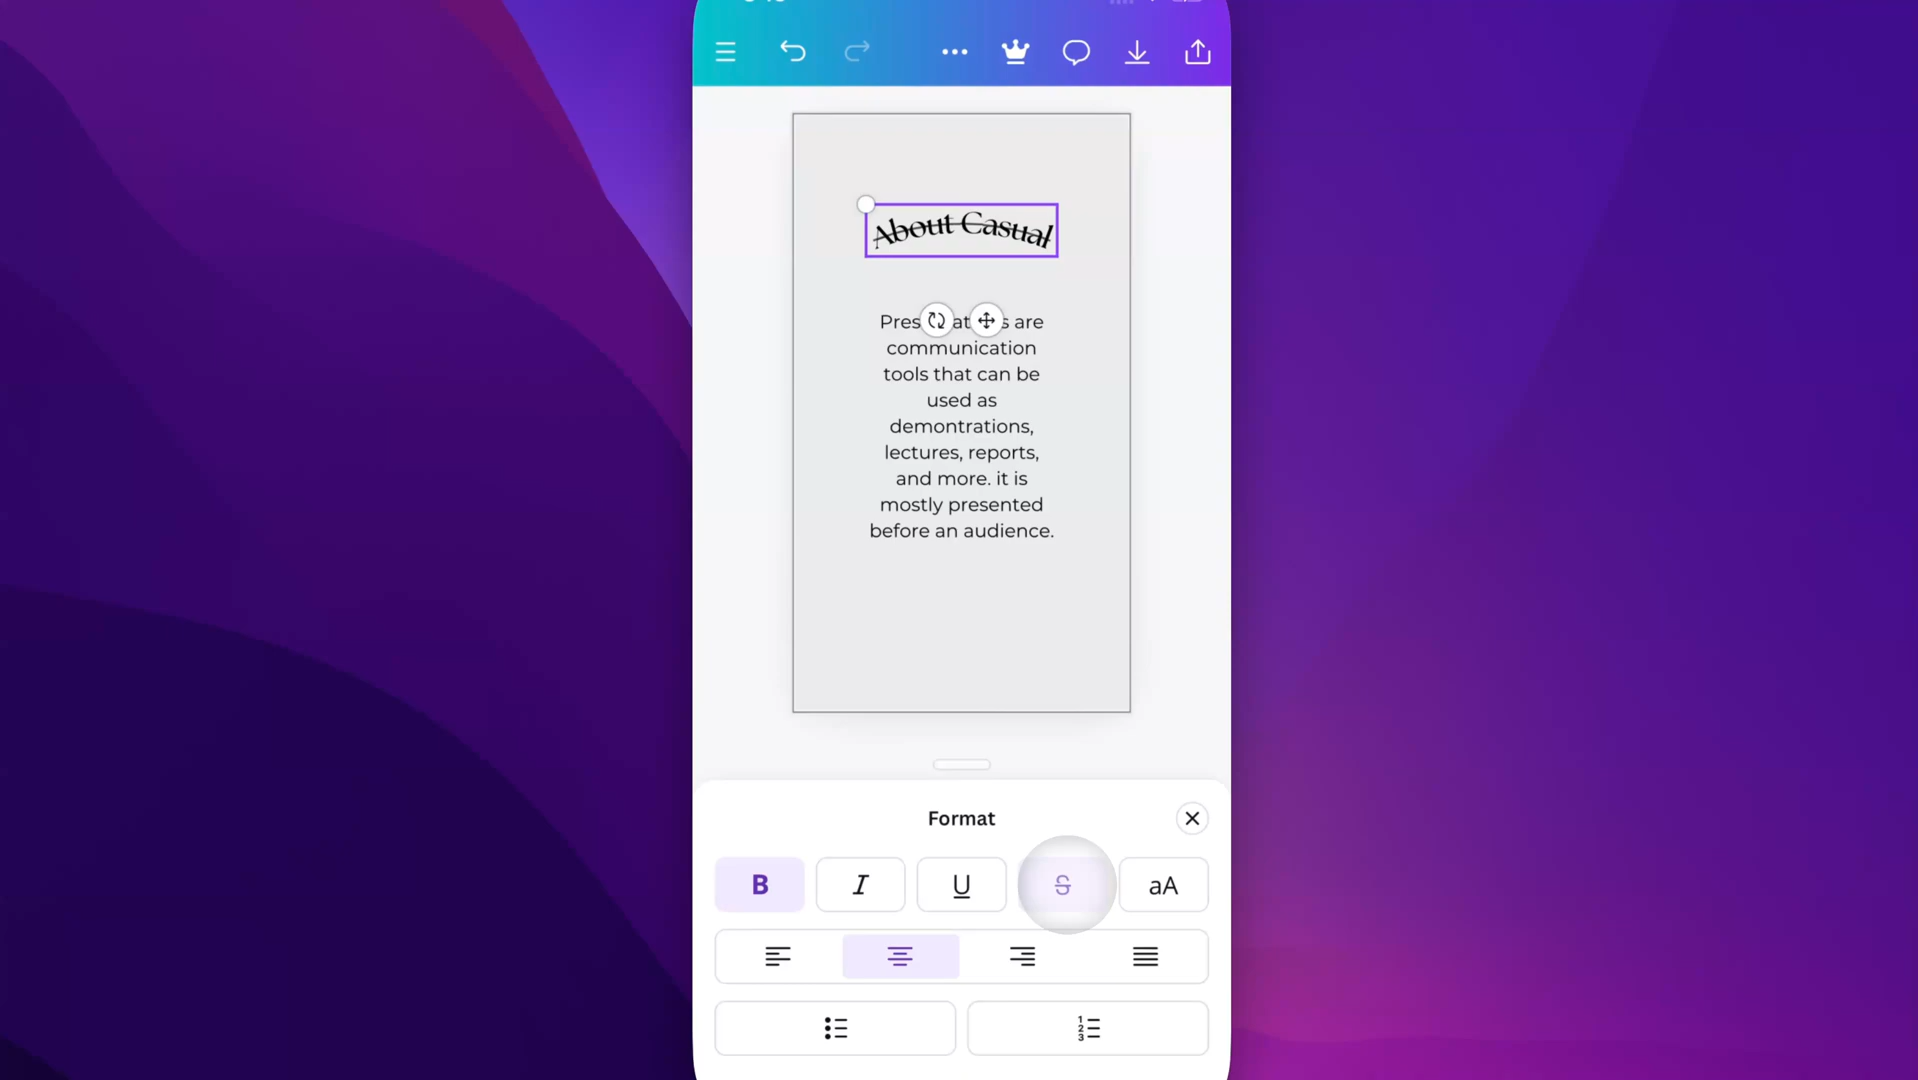 About Casual
Pres at s are
communication
tools that can be
used as
demontrations,
lectures, reports,
and more. it is
mostly presented
before an audience.
Format
B I U S aA